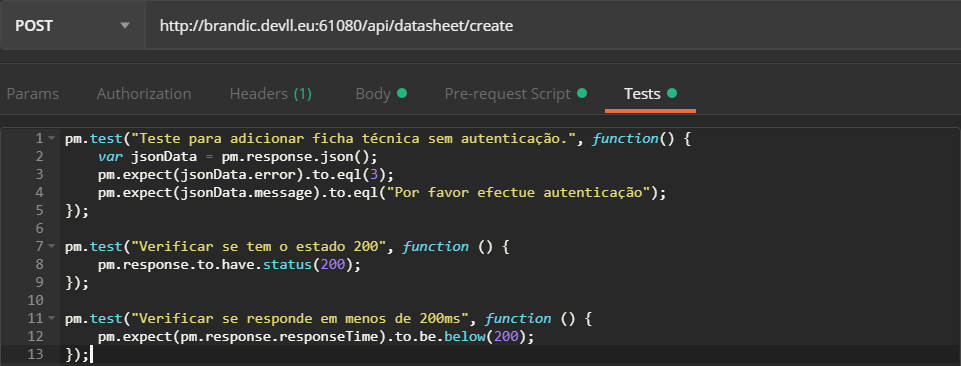 POST http://brandic.devll.eu:61080/api/datasheet/create
Params Authorization Headers (1) Body Pre-request Script Tests
1 pm.test("Teste para adicionar ficha técnica sem autenticação.", function() {
2 var jsonData = pm.response.json();
3 pm.expect(jsonData.error).to.eql(3);
4 pm.expect(jsonData.message).to.eql("Por favor efectue autenticação");
5 });
6
7 pm.test("Verificar se tem o estado 200", function () {
8 pm.response.to.have.status(200);
9 });
10
11 pm.test("Verificar se responde em menos de 200ms", function () {
12 pm.expect(pm.response.responseTime).to.be.below(200);
13 });